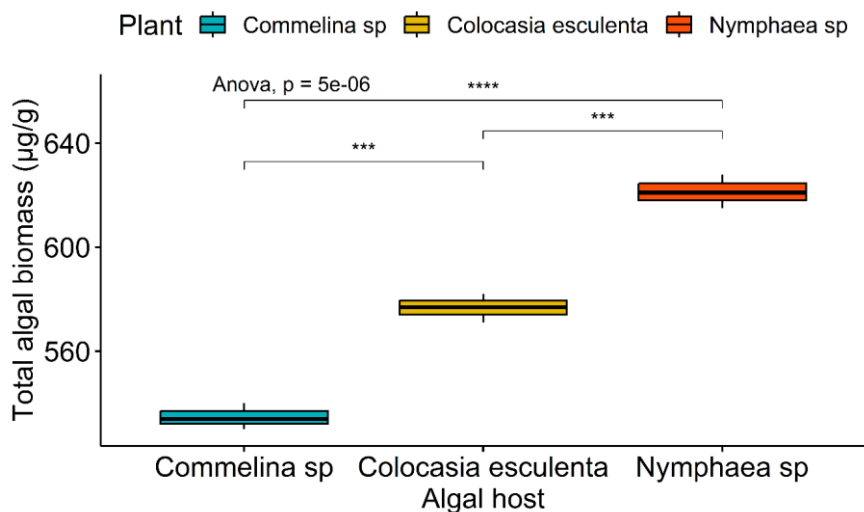 Plant Commelina sp Colocasia esculenta Nymphaea sp
Anova, p = 5e-06
****
***
***
640
600
560
Total algal biomass (µg/g)
Commelina sp Colocasia esculenta Nymphaea sp
Algal host